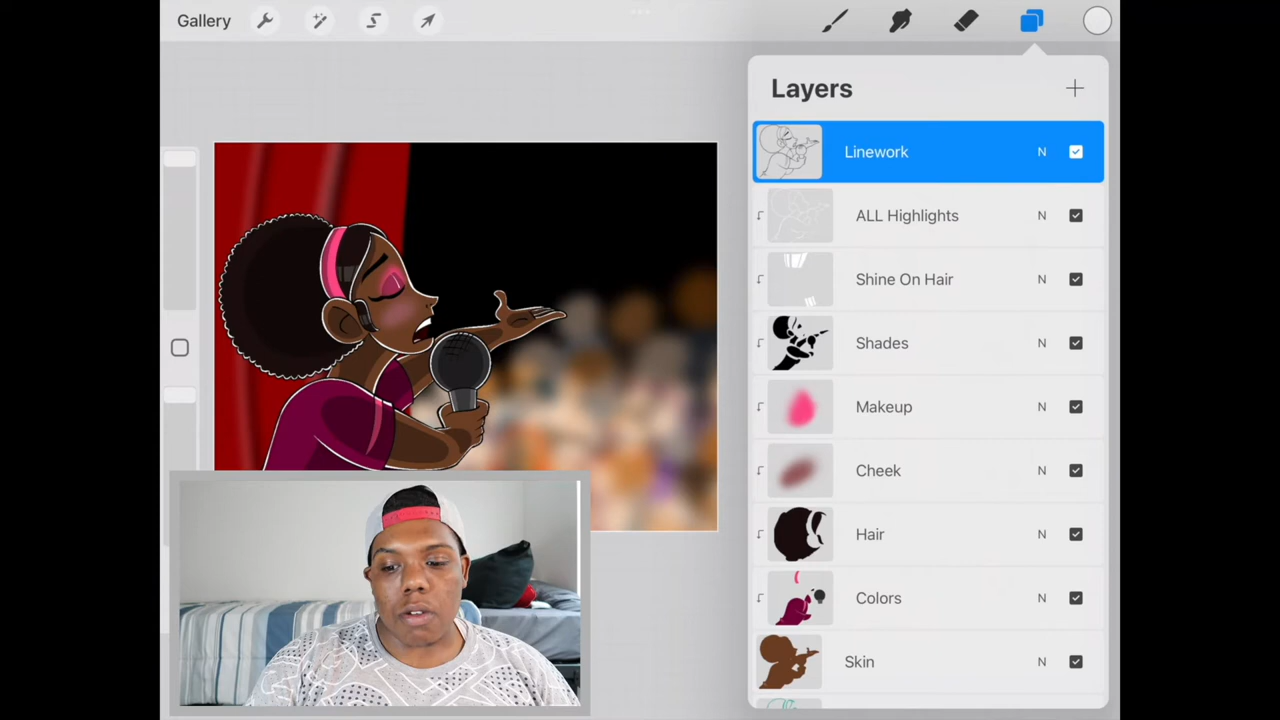 Gallery
Layers
Linework N
ALL Highlights N
Shine On Hair N
Shades N
Makeup N
Cheek N
Hair N
Colors N
Skin N